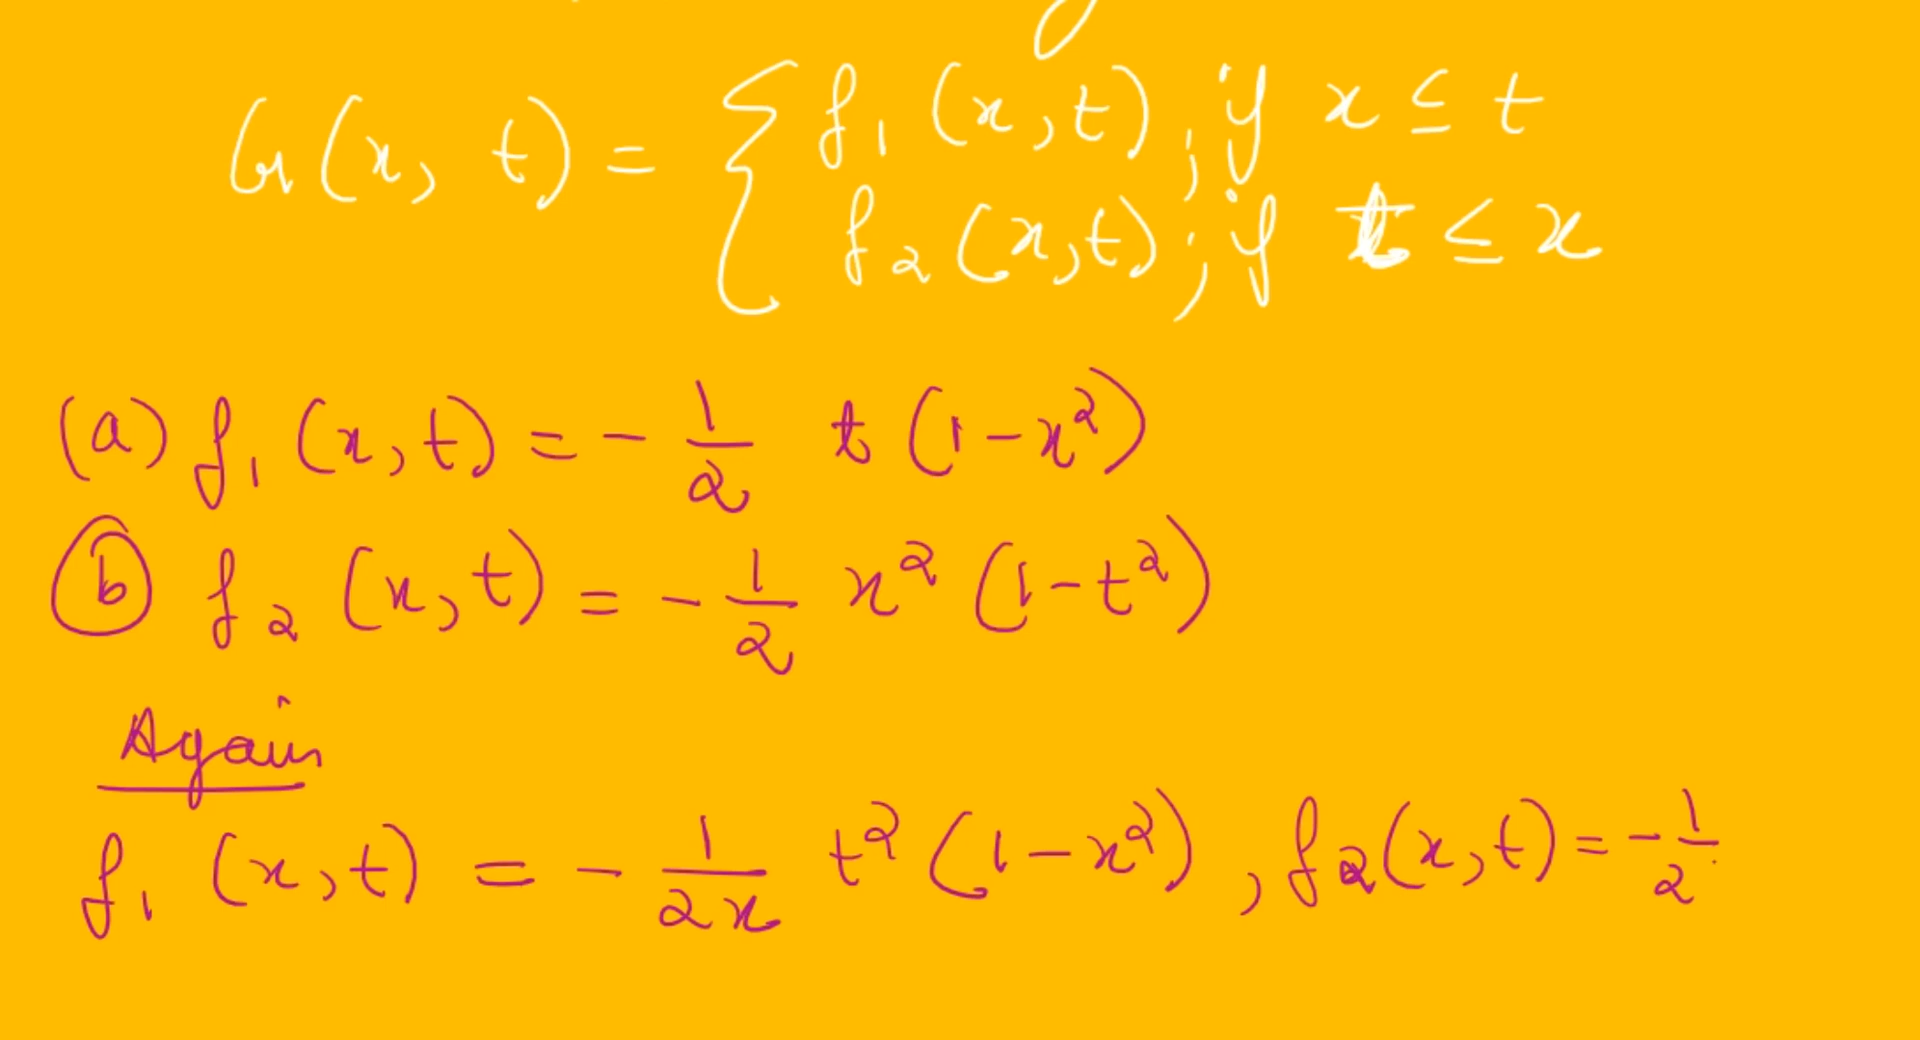 G(x, t) = { f₁ (x,t) ; if x ≤ t
f₂ (x,t) ; if t ≤ x
(a) f₁ (x,t) = - 1/2 t (1-x²)
(b) f₂ (x,t) = - 1/2 x² (1-t²)
Again
f₁ (x,t) = - 1/2x t² (1-x²) , f₂(x,t) = - 1/2